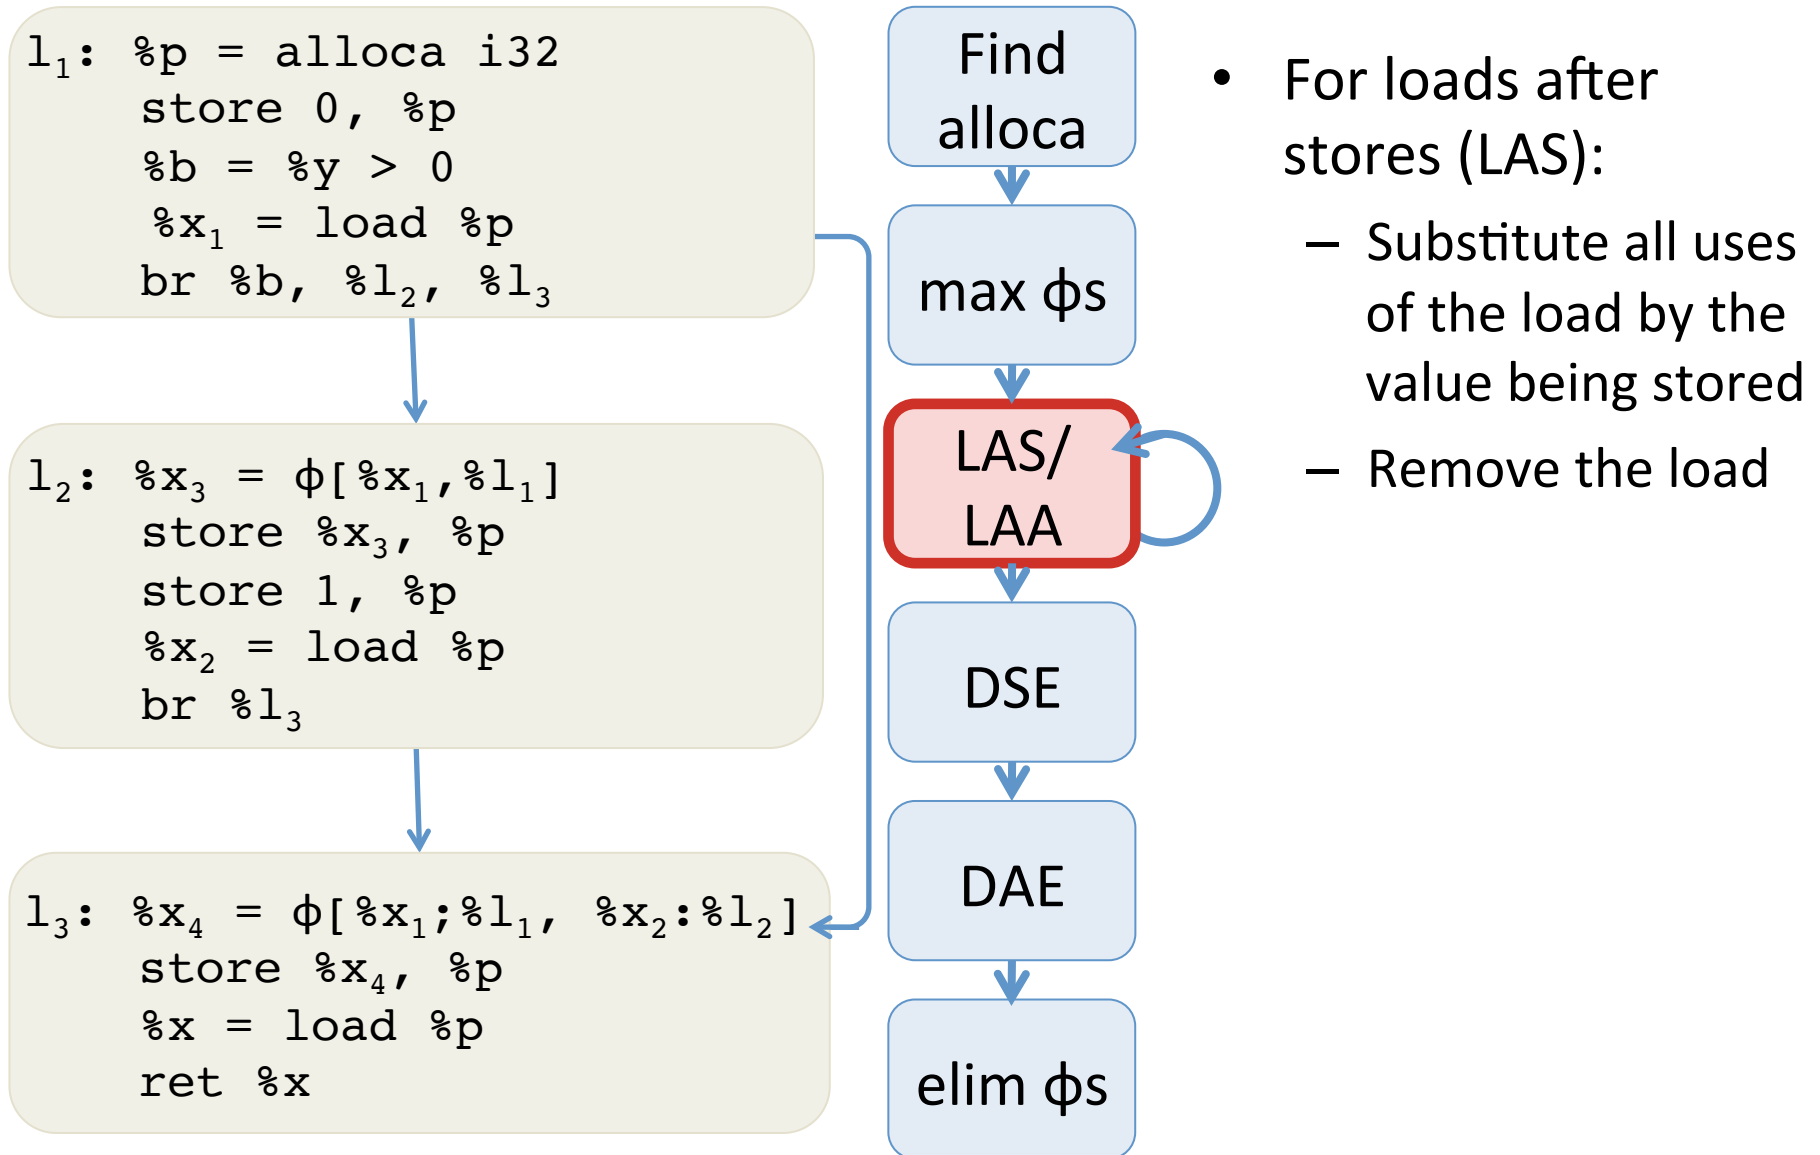 l₁: %p = alloca i32
store 0, %p
%b = %y > 0
%x₁ = load %p
br %b, %l₂, %l₃
l₂: %x₃ = ϕ[%x₁,%l₁]
store %x₃, %p
store 1, %p
%x₂ = load %p
br %l₃
l₃: %x₄ = ϕ[%x₁;%l₁, %x₂:%l₂]
store %x₄, %p
%x = load %p
ret %x
Find
alloca
max ϕs
LAS/
LAA
DSE
DAE
elim ϕs
• For loads after
stores (LAS):
– Substitute all uses
of the load by the
value being stored
– Remove the load